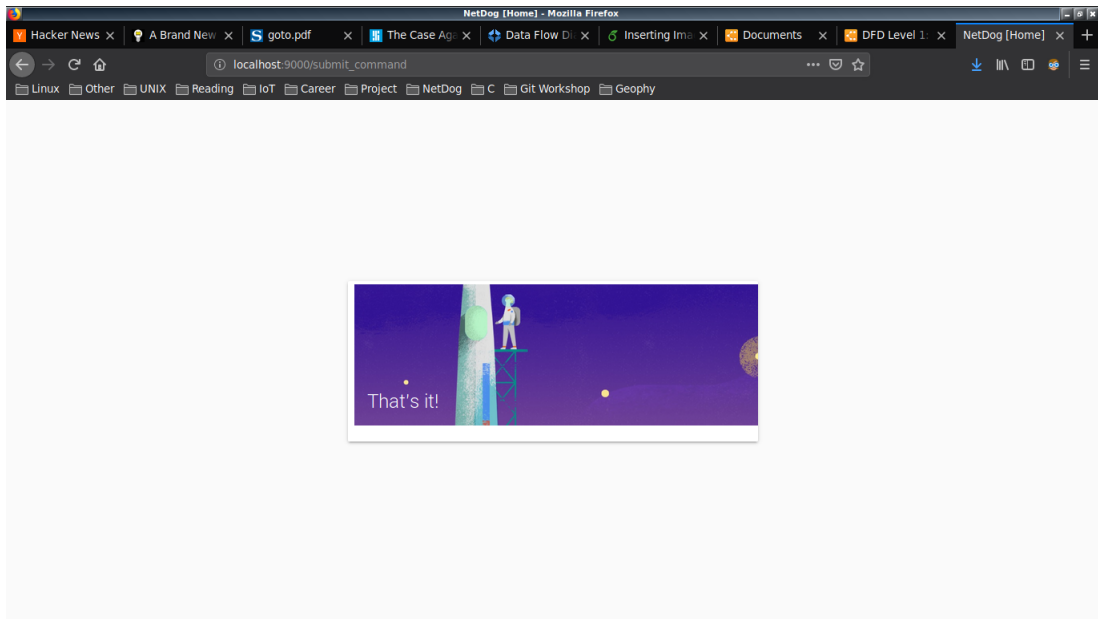 NetDog [Home] - Mozilla Firefox
Y Hacker News A Brand New S goto.pdf The Case Aga Data Flow Di Inserting Ima Documents DFD Level 1: NetDog [Home]
localhost:9000/submit_command
Linux Other UNIX Reading IoT Career Project NetDog C Git Workshop Geophy
That's it!